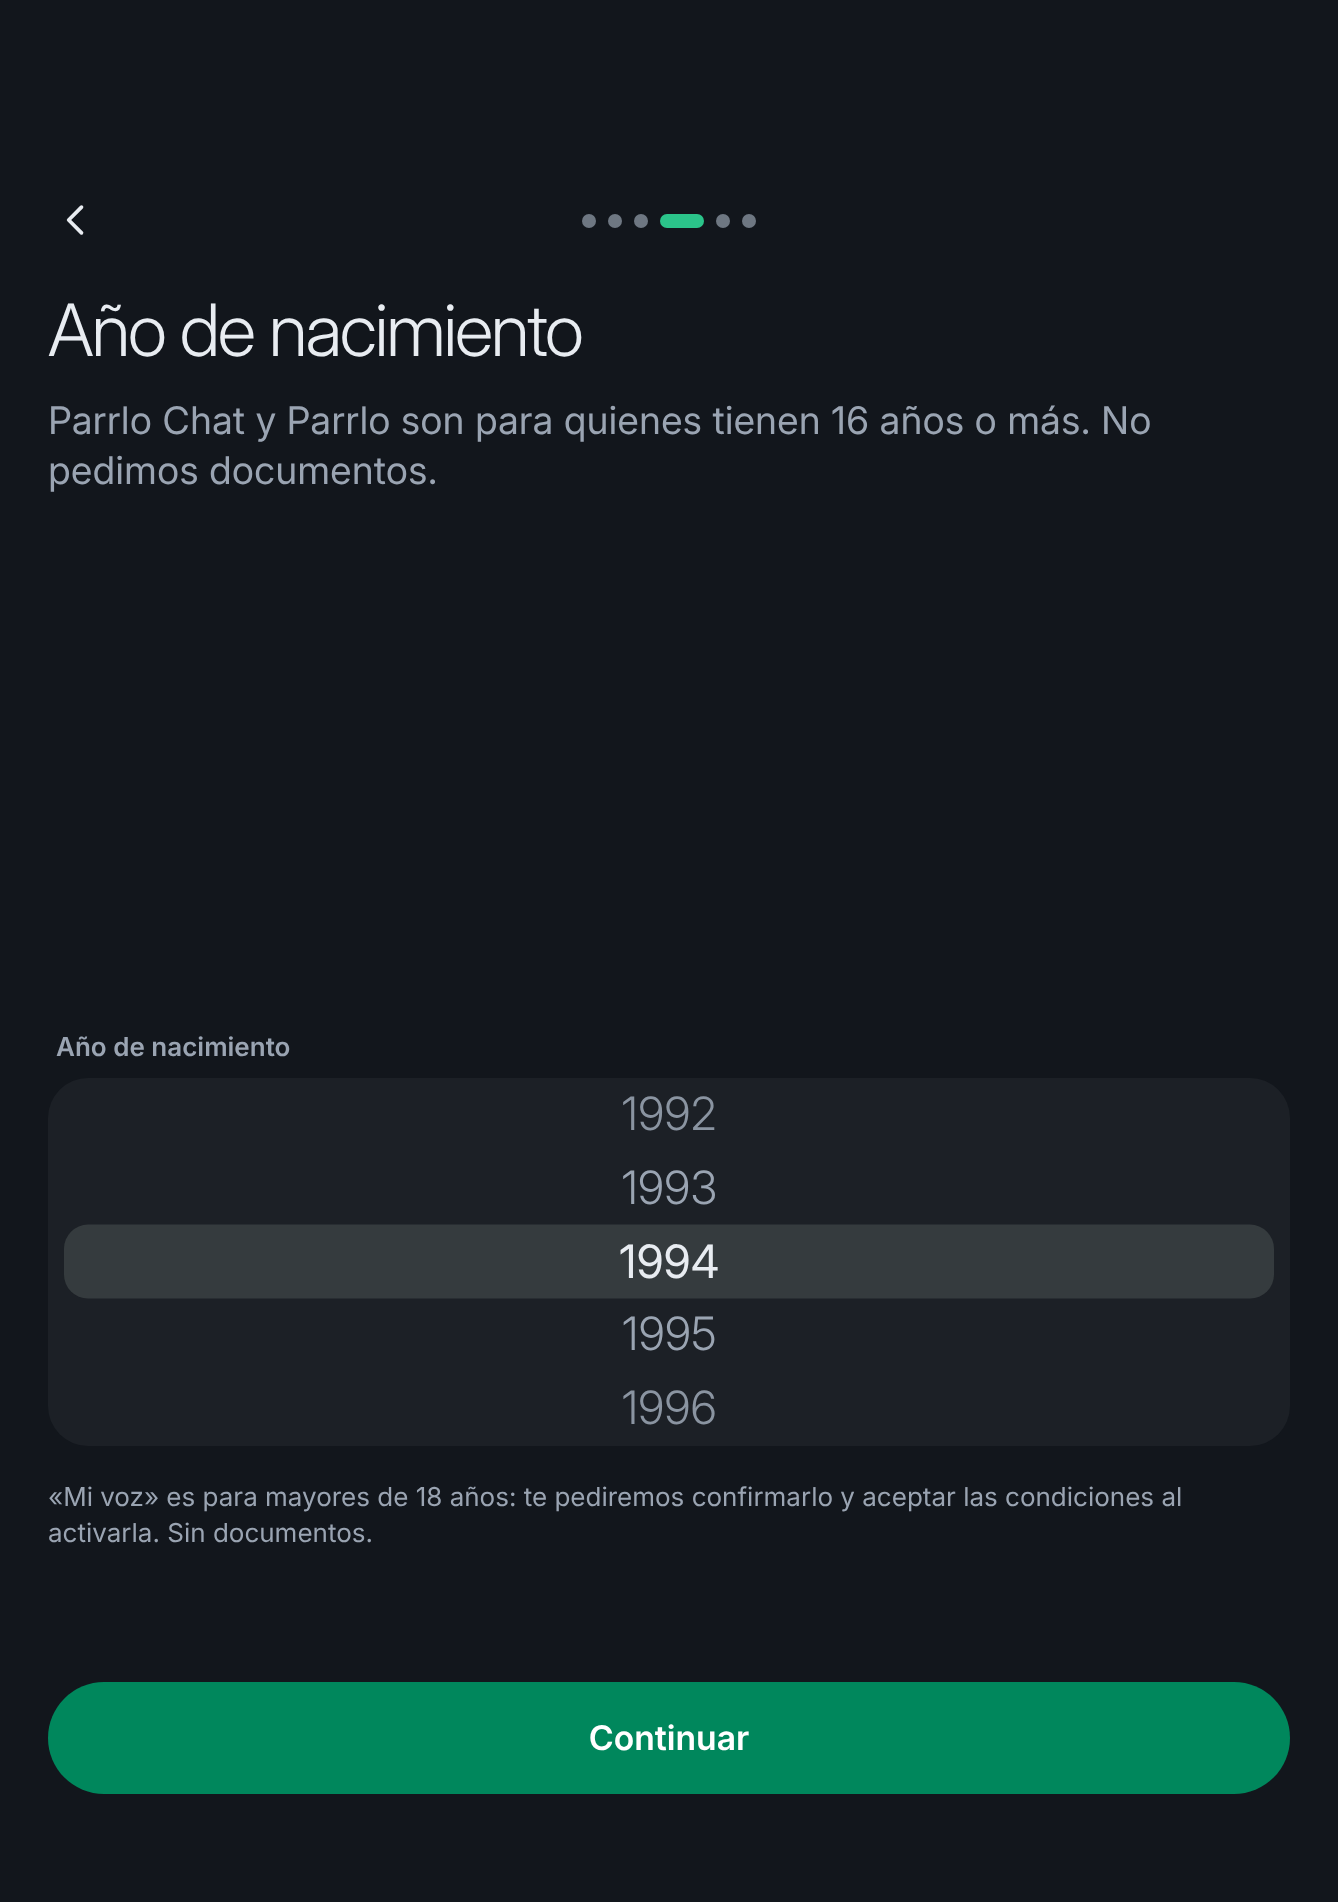 Año de nacimiento
Parrlo Chat y Parrlo son para quienes tienen 16 años o más. No
pedimos documentos.
Año de nacimiento
1992
1993
1994
1995
1996
«Mi voz» es para mayores de 18 años: te pediremos confirmarlo y aceptar las condiciones al
activarla. Sin documentos.
Continuar